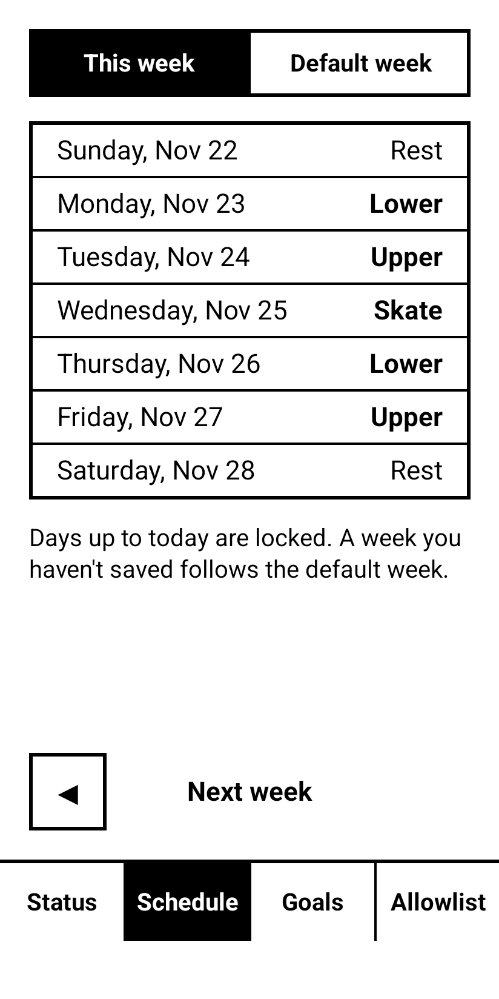 This week Default week
Sunday, Nov 22 Rest
Monday, Nov 23 Lower
Tuesday, Nov 24 Upper
Wednesday, Nov 25 Skate
Thursday, Nov 26 Lower
Friday, Nov 27 Upper
Saturday, Nov 28 Rest
Days up to today are locked. A week you
haven't saved follows the default week.
◀ Next week
Status Schedule Goals Allowlist